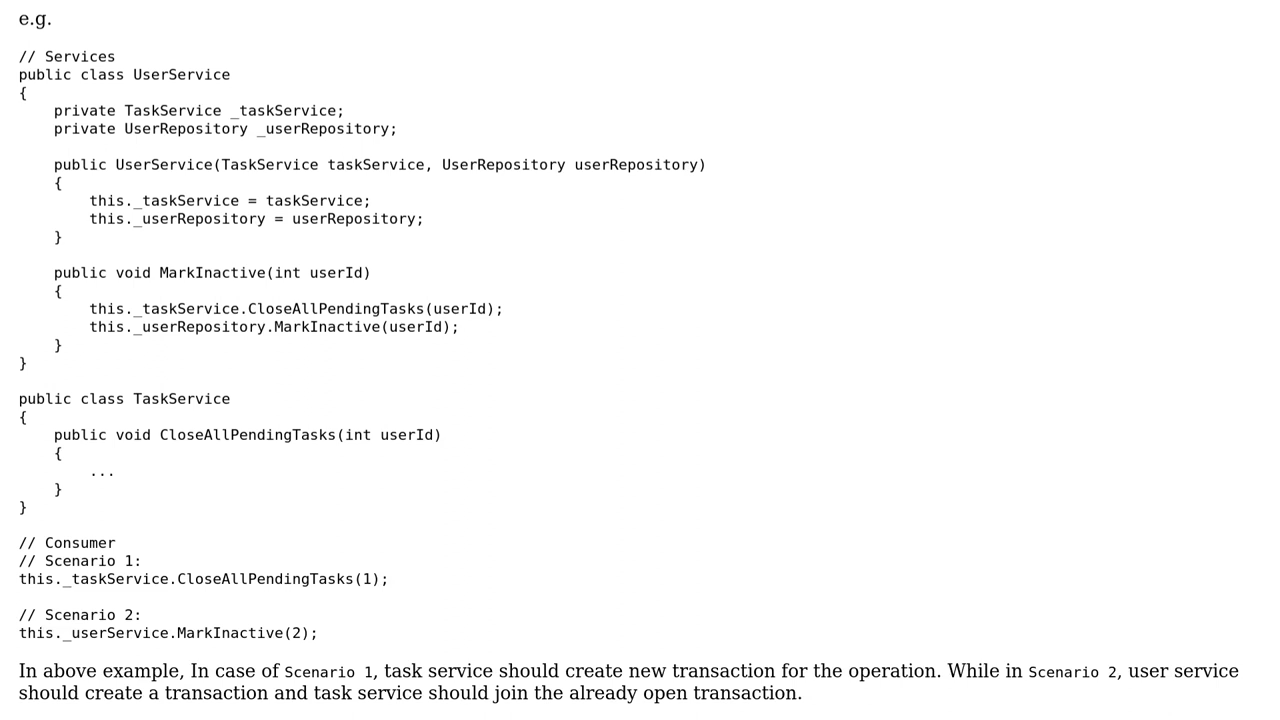 e.g.
// Services
public class UserService
{
    private TaskService _taskService;
    private UserRepository _userRepository;
    public UserService(TaskService taskService, UserRepository userRepository)
    {
        this._taskService = taskService;
        this._userRepository = userRepository;
    }
    public void MarkInactive(int userId)
    {
        this._taskService.CloseAllPendingTasks(userId);
        this._userRepository.MarkInactive(userId);
    }
}
public class TaskService
{
    public void CloseAllPendingTasks(int userId)
    {
        ...
    }
}
// Consumer
// Scenario 1:
this._taskService.CloseAllPendingTasks(1);
// Scenario 2:
this._userService.MarkInactive(2);
In above example, In case of Scenario 1, task service should create new transaction for the operation. While in Scenario 2, user service
should create a transaction and task service should join the already open transaction.